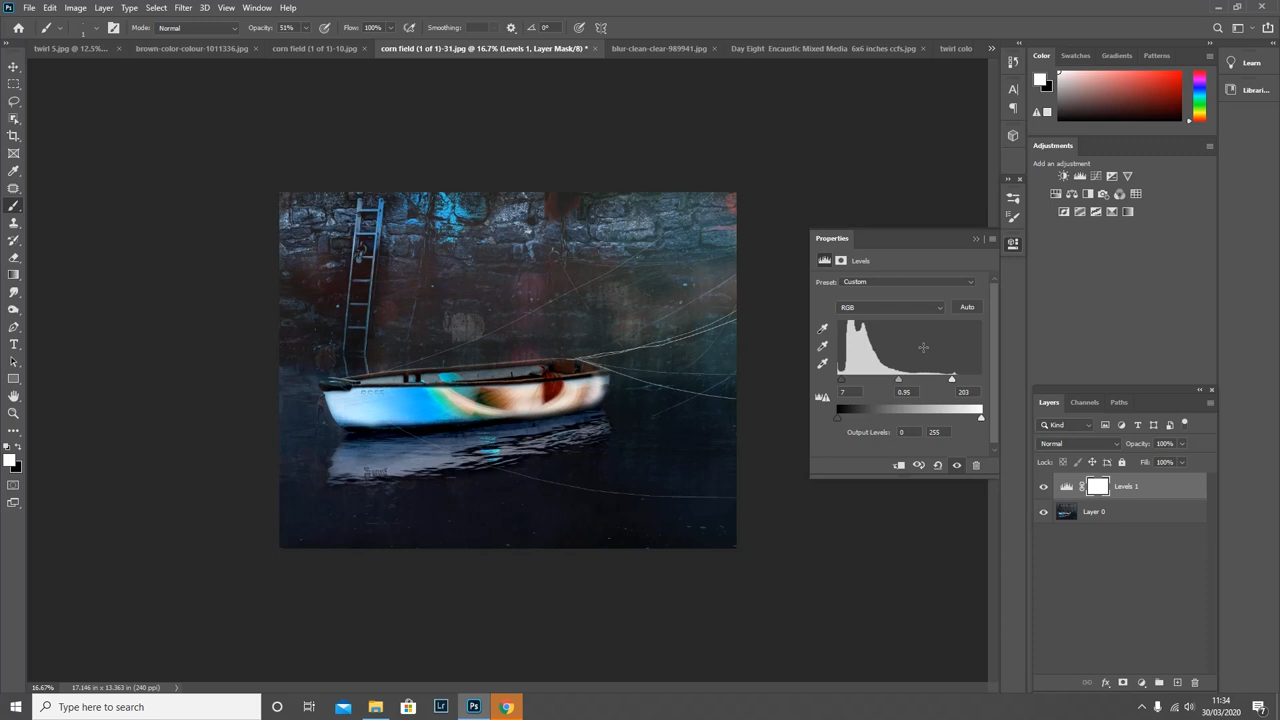 Ps File Edit Image Layer Type Select Filter 3D View Window Help
Mode: Normal Opacity: 51% Flow: 100% Smoothing: 0°
twirl 5.jpg @ 12.5%... × brown-color-colour-1011336.jpg × corn field (1 of 1)-10.jpg × corn field (1 of 1)-31.jpg @ 16.7% (Levels 1, Layer Mask/8) * × blur-clean-clear-989941.jpg × Day Eight Encaustic Mixed Media 6x6 inches ccfs.jpg × twirl colo
Color Swatches Gradients Patterns
Learn
Librari...
Adjustments
Add an adjustment
Properties
Levels
Preset: Custom
RGB Auto
7 0.95 203
Output Levels: 0 255
Layers Channels Paths
Kind
Normal Opacity: 100%
Lock: Fill: 100%
Levels 1
Layer 0
16.67% 17.146 in x 13.363 in (240 ppi)
Type here to search
11:34
30/03/2020